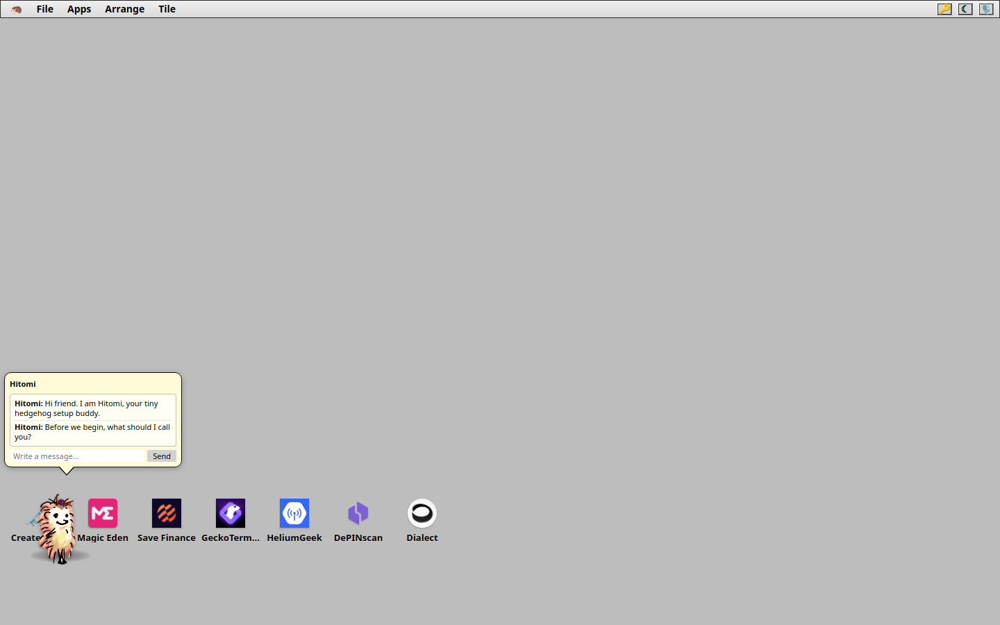 File Apps Arrange Tile
Hitomi
Hitomi: Hi friend. I am Hitomi, your tiny
hedgehog setup buddy.
Hitomi: Before we begin, what should I call
you?
Write a message... Send
Create Magic Eden Save Finance GeckoTerm... HeliumGeek DePINscan Dialect